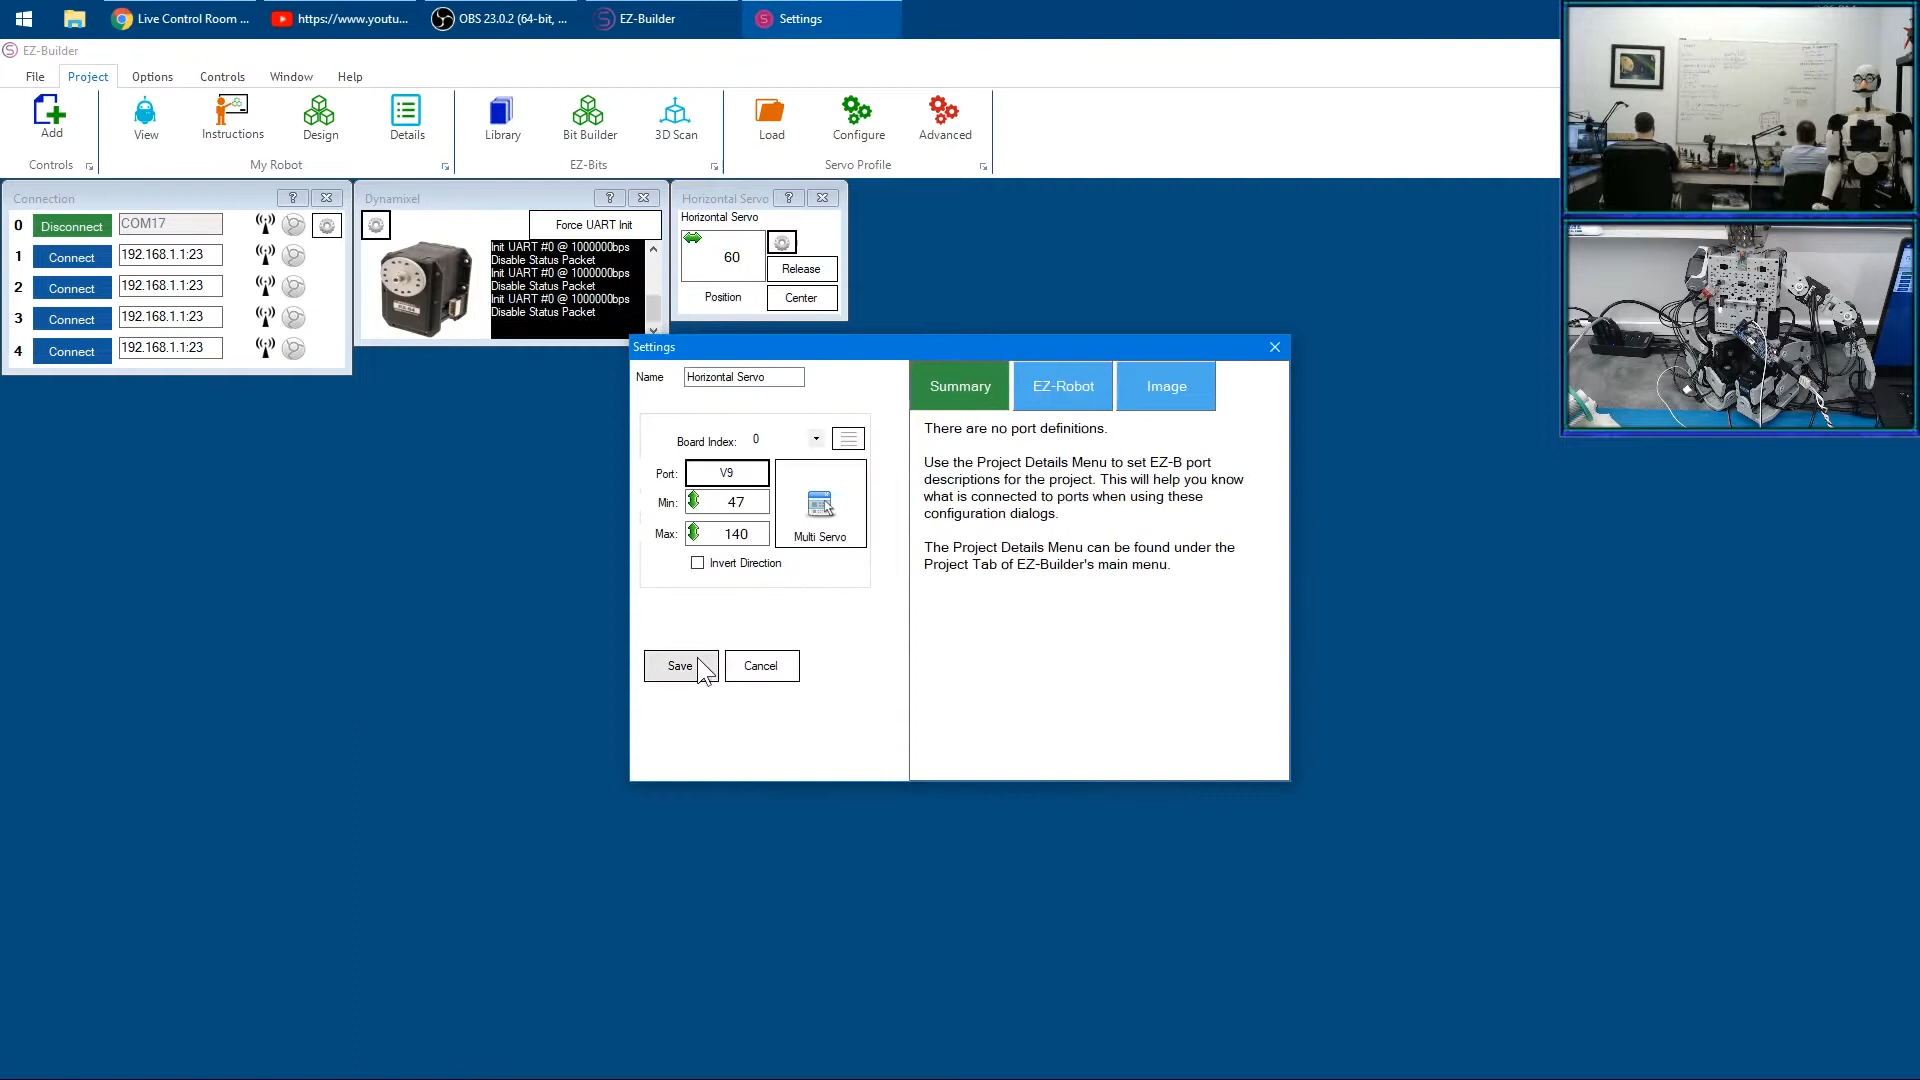 Live Control Room ...
https://www.youtu...
OBS 23.0.2 (64-bit, ...
EZ-Builder
Settings
EZ-Builder
File
Project
Options
Controls
Window
Help
Add
View
Instructions
Design
Details
Library
Bit Builder
3D Scan
Load
Configure
Advanced
Controls
My Robot
EZ-Bits
Servo Profile
Connection
?
0
Disconnect
COM17
1
Connect
192.168.1.1:23
2
Connect
192.168.1.1:23
3
Connect
192.168.1.1:23
4
Connect
192.168.1.1:23
Dynamixel
?
Force UART Init
Init UART #0 @ 1000000bps
Disable Status Packet
Init UART #0 @ 1000000bps
Disable Status Packet
Init UART #0 @ 1000000bps
Disable Status Packet
Horizontal Servo
?
Horizontal Servo
60
Release
Position
Center
Settings
Name
Horizontal Servo
Board Index: 0
Port: V9
Min: 47
Max: 140
Multi Servo
Invert Direction
Save
Cancel
Summary
EZ-Robot
Image
There are no port definitions.
Use the Project Details Menu to set EZ-B port
descriptions for the project. This will help you know
what is connected to ports when using these
configuration dialogs.
The Project Details Menu can be found under the
Project Tab of EZ-Builder's main menu.